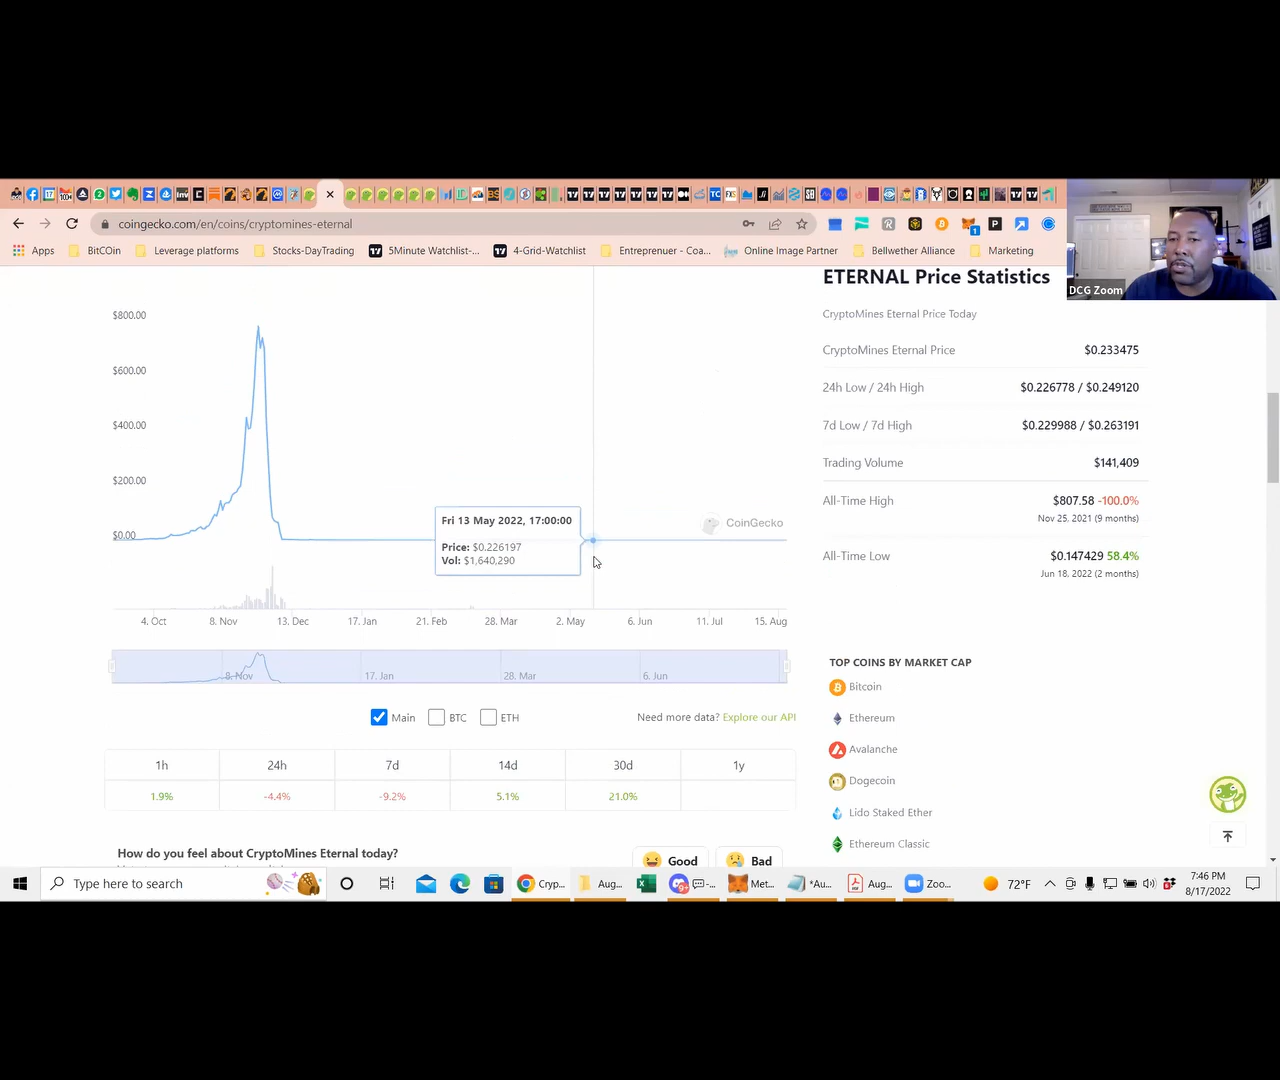 coingecko.com/en/coins/cryptomines-eternal
Apps
BitCOin
Leverage platforms
Stocks-DayTrading
5Minute Watchlist-...
4-Grid-Watchlist
Entreprenuer - Coa...
Online Image Partner
Bellwether Alliance
Marketing
DCG Zoom
ETERNAL Price Statistics
CryptoMines Eternal Price Today
CryptoMines Eternal Price $0.233475
24h Low / 24h High $0.226778 / $0.249120
7d Low / 7d High $0.229988 / $0.263191
Trading Volume $141,409
All-Time High $807.58 -100.0%
Nov 25, 2021 (9 months)
All-Time Low $0.147429 58.4%
Jun 18, 2022 (2 months)
$800.00
$600.00
$400.00
$200.00
$0.00
Fri 13 May 2022, 17:00:00
Price: $0.226197
Vol: $1,640,290
CoinGecko
4. Oct 8. Nov 13. Dec 17. Jan 21. Feb 28. Mar 2. May 6. Jun 11. Jul 15. Aug
8. Nov 17. Jan 28. Mar 6. Jun
Main BTC ETH
Need more data? Explore our API
1h 24h 7d 14d 30d 1y
1.9% -4.4% -9.2% 5.1% 21.0%
TOP COINS BY MARKET CAP
Bitcoin
Ethereum
Avalanche
Dogecoin
Lido Staked Ether
Ethereum Classic
How do you feel about CryptoMines Eternal today?
Good
Bad
Type here to search
Cryp...
Aug...
Met...
*Au...
Aug...
Zoo...
72°F
7:46 PM
8/17/2022